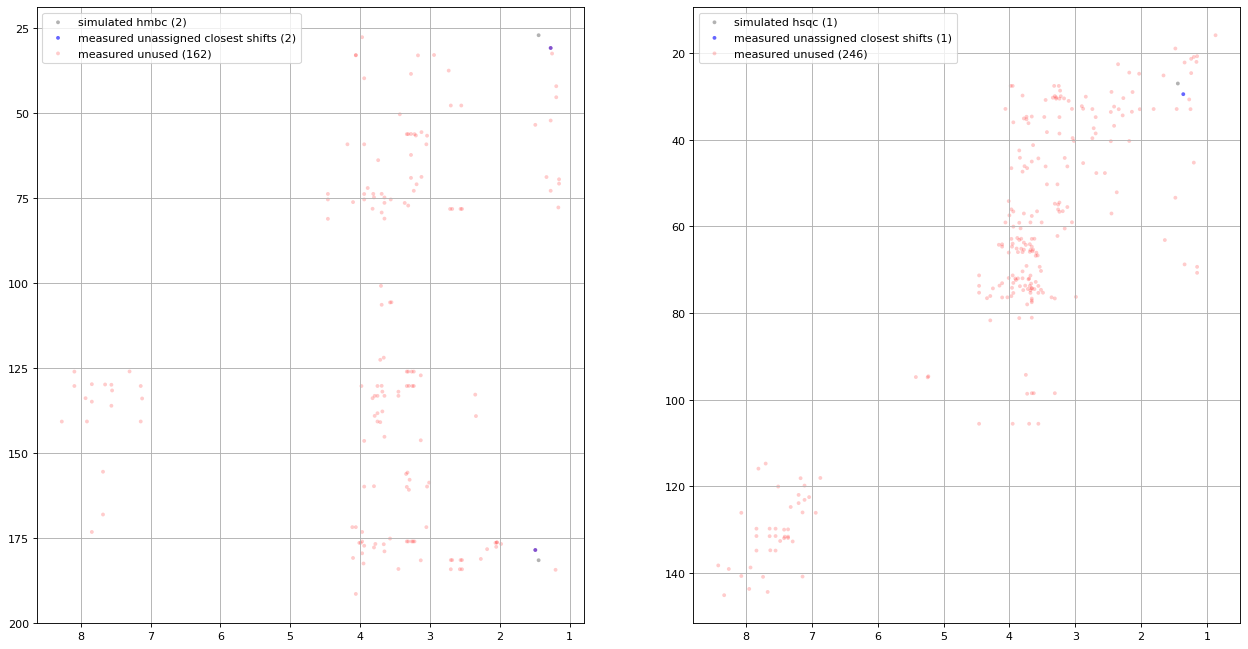 simulated hmbc (2)
measured unassigned closest shifts (2)
measured unused (162)
25
50
75
100
125
150
175
200
8 7 6 5 4 3 2 1
simulated hsqc (1)
measured unassigned closest shifts (1)
measured unused (246)
20
40
60
80
100
120
140
8 7 6 5 4 3 2 1